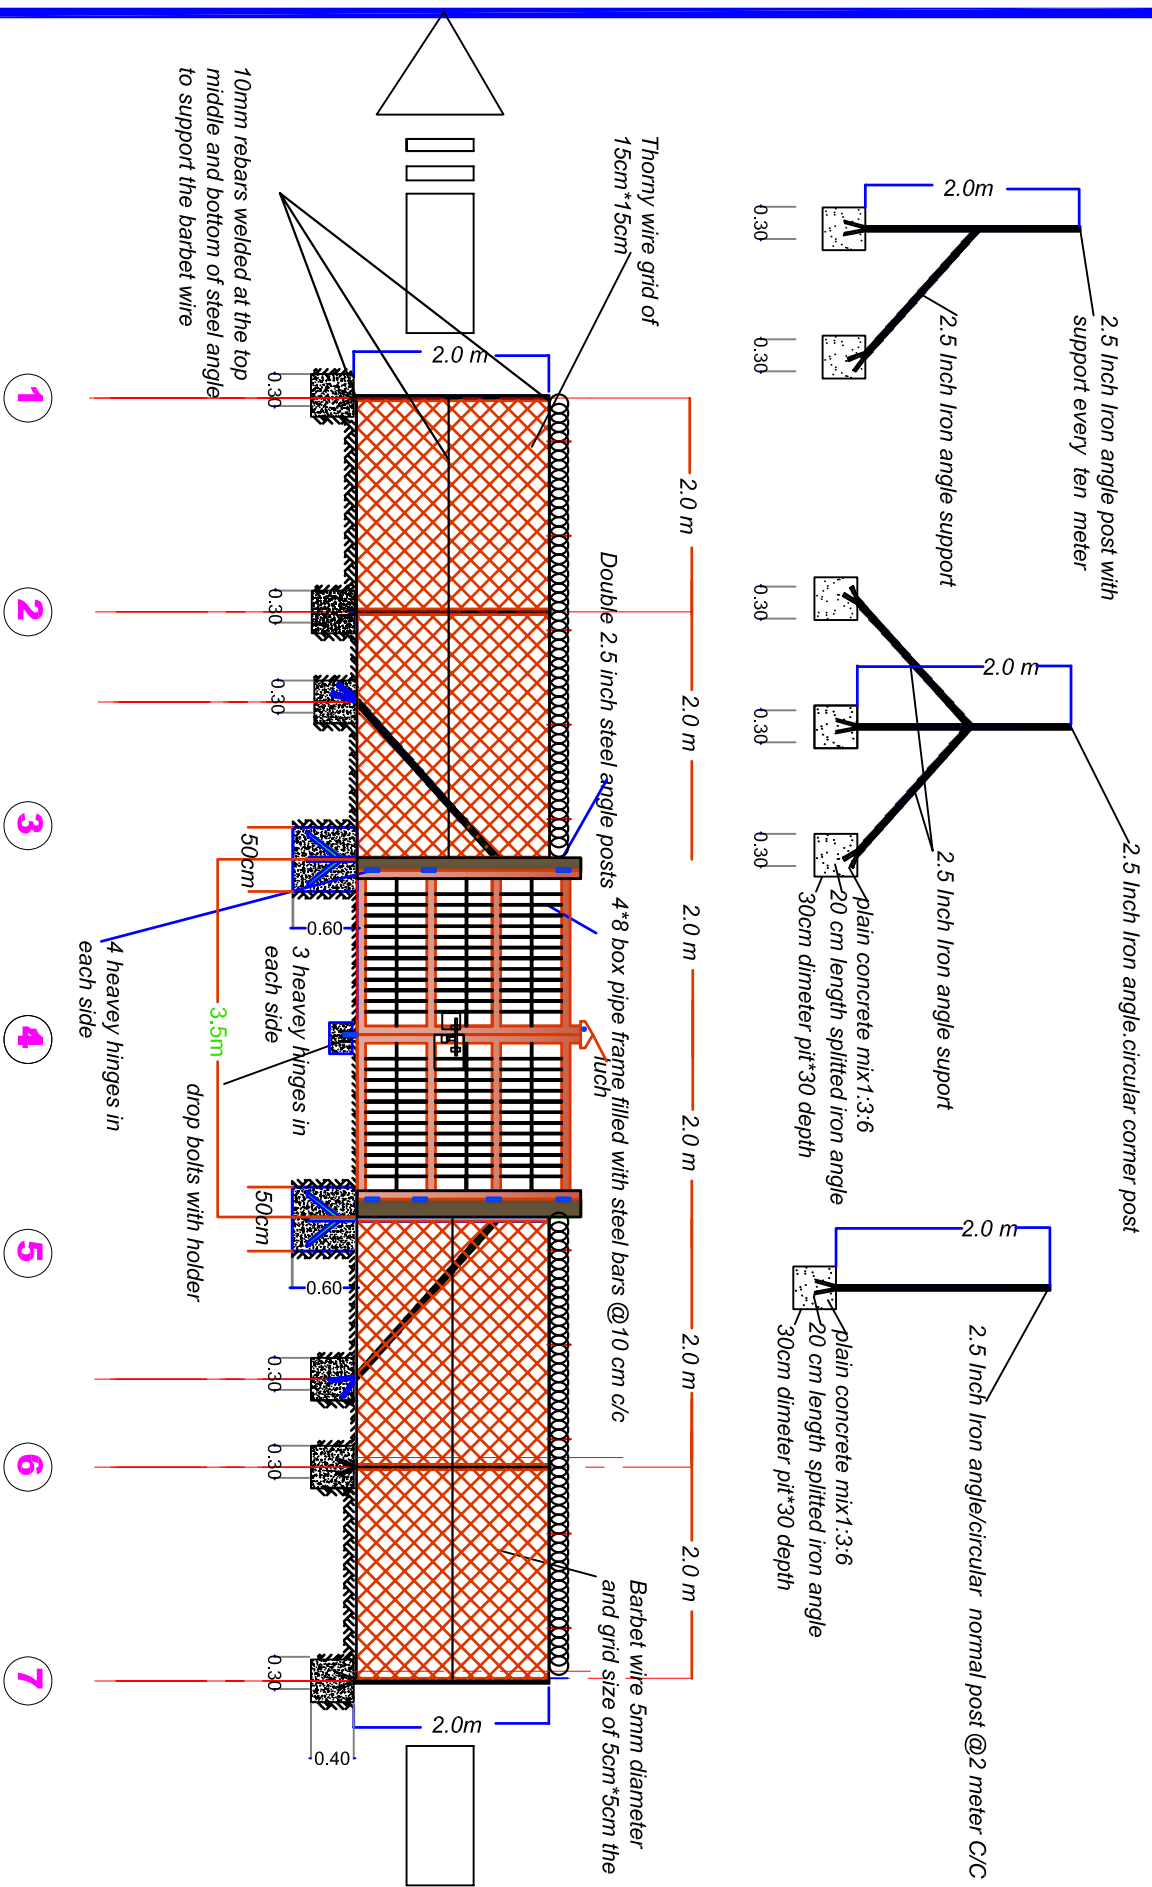 2.5 Inch Iron angle post with
support every ten meter
2.0m
2.5 Inch Iron angle support
0.30
0.30
2.5 Inch Iron angle.circular corner post
2.0 m
2.5 Inch Iron angle suport
plain concrete mix1:3:6
20 cm length splitted iron angle
30cm dimeter pit*30 depth
0.30
0.30
0.30
2.5 Inch Iron angle/circular normal post @2 meter C/C
2.0 m
plain concrete mix1:3:6
20 cm length splitted iron angle
30cm dimeter pit*30 depth
Thorny wire grid of
15cm*15cm
2.0 m
2.0 m
2.0 m
2.0 m
2.0 m
2.0 m
Double 2.5 inch steel angle posts
4*8 box pipe frame filled with steel bars @10 cm c/c
luch
Barbet wire 5mm diameter
and grid size of 5cm*5cm the
2.0 m
2.0m
10mm rebars welded at the top
middle and bottom of steel angle
to support the barbet wire
0.30
0.30
0.30
50cm
0.60
3 heavey hinges in
each side
3.5m
drop bolts with holder
50cm
0.60
0.30
0.30
0.30
0.40
4 heavey hinges in
each side
1
2
3
4
5
6
7